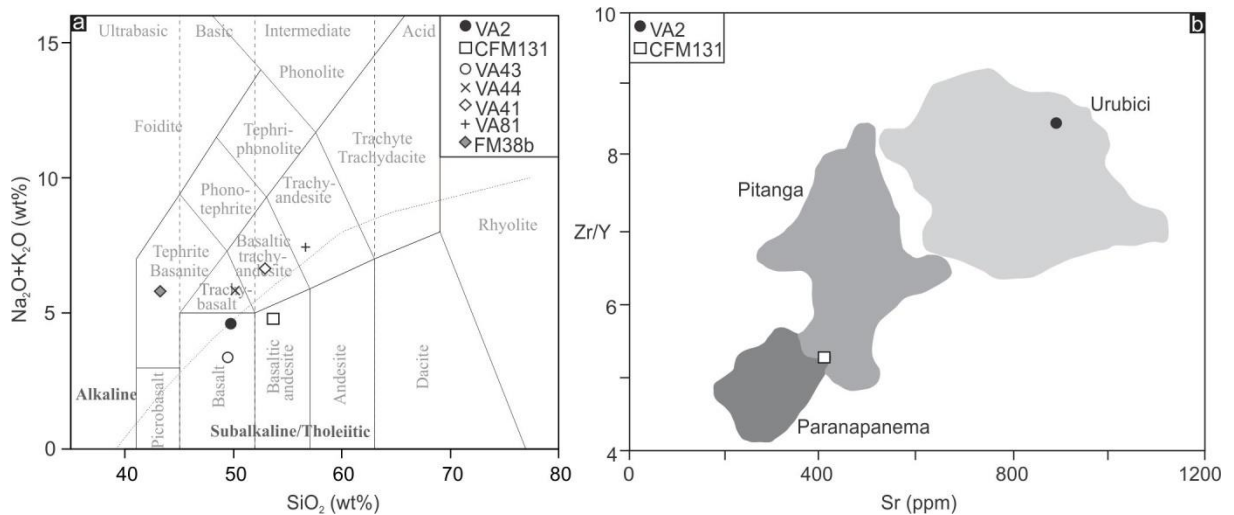 a
Ultrabasic
Basic
Intermediate
Acid
VA2
CFM131
VA43
VA44
VA41
VA81
FM38b
Phonolite
Foidite
Tephri-
phonolite
Trachyte
Trachydacite
Phono-
tephrite
Trachy-
andesite
Rhyolite
Tephrite
Basanite
Basaltic
trachy-
andesite
Trachy-
basalt
Alkaline
Picrobasalt
Basalt
Basaltic
andesite
Andesite
Dacite
Subalkaline/Tholeiitic
15
10
5
0
Na₂O+K₂O (wt%)
40
50
60
70
80
SiO₂ (wt%)
b
VA2
CFM131
Urubici
Pitanga
Paranapanema
10
8
Zr/Y
6
4
0
400
800
1200
Sr (ppm)